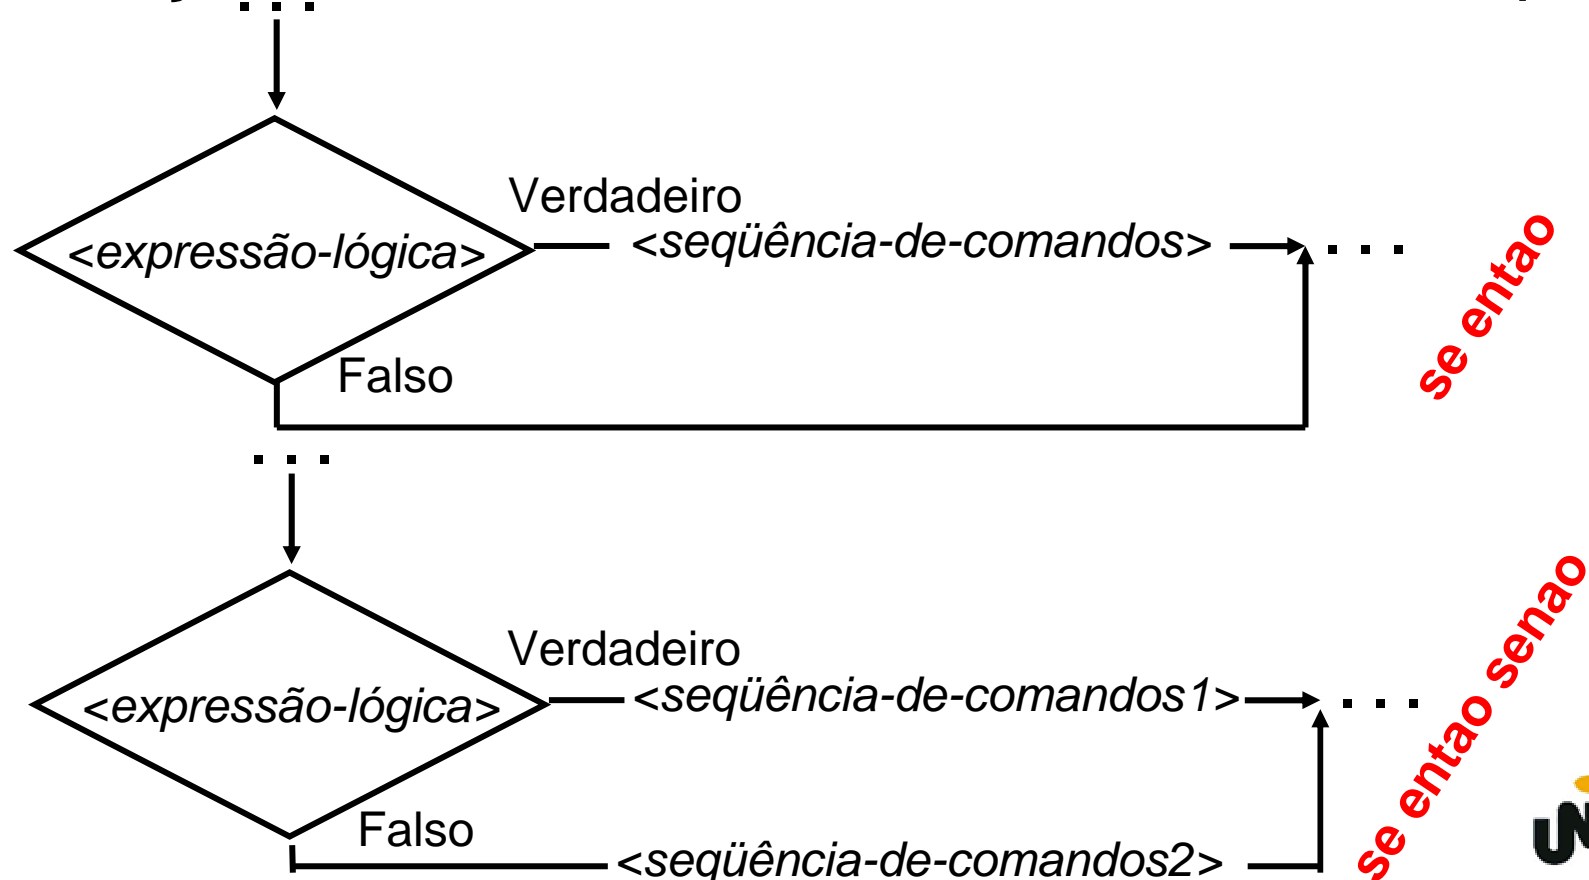 . . .
Verdadeiro
<expressão-lógica>
<seqüência-de-comandos>
. . .
se entao
Falso
. . .
Verdadeiro
<expressão-lógica>
<seqüência-de-comandos1>
. . .
se entao senao
Falso
<seqüência-de-comandos2>